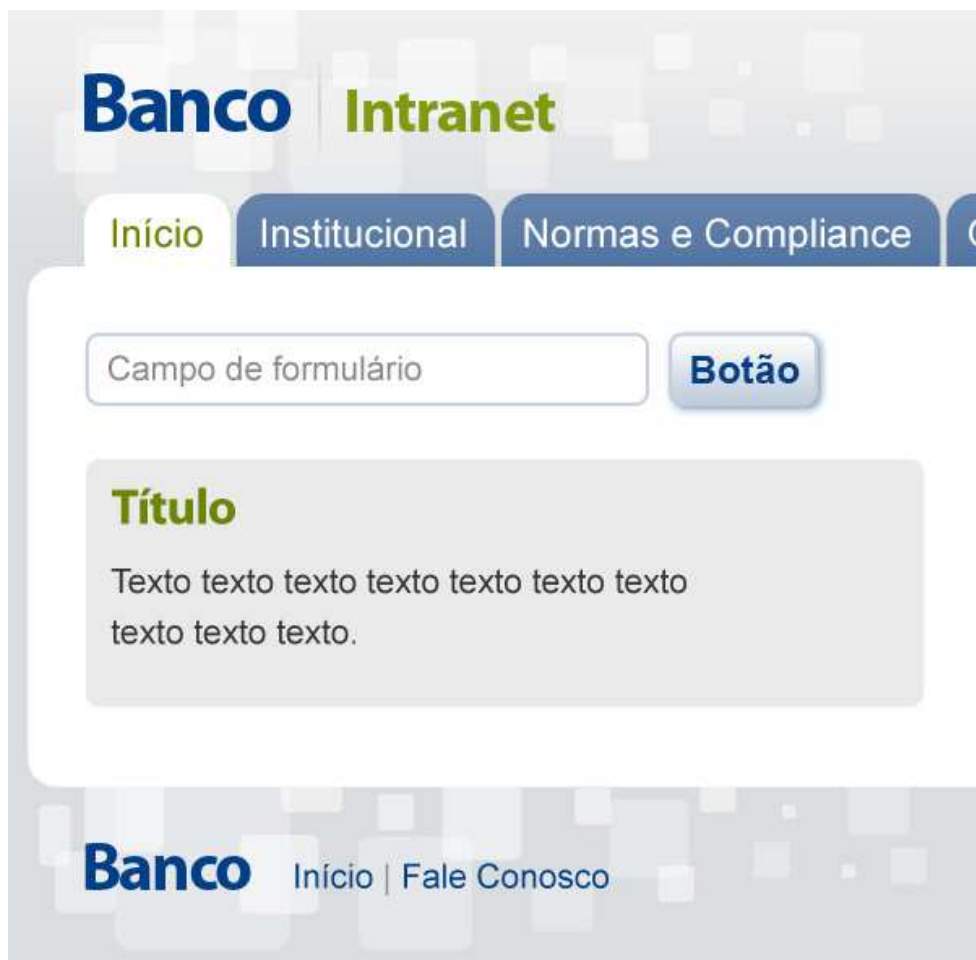 Banco | Intranet
Início Institucional Normas e Compliance
Campo de formulário Botão
Título
Texto texto texto texto texto texto texto
texto texto texto.
Banco Início | Fale Conosco